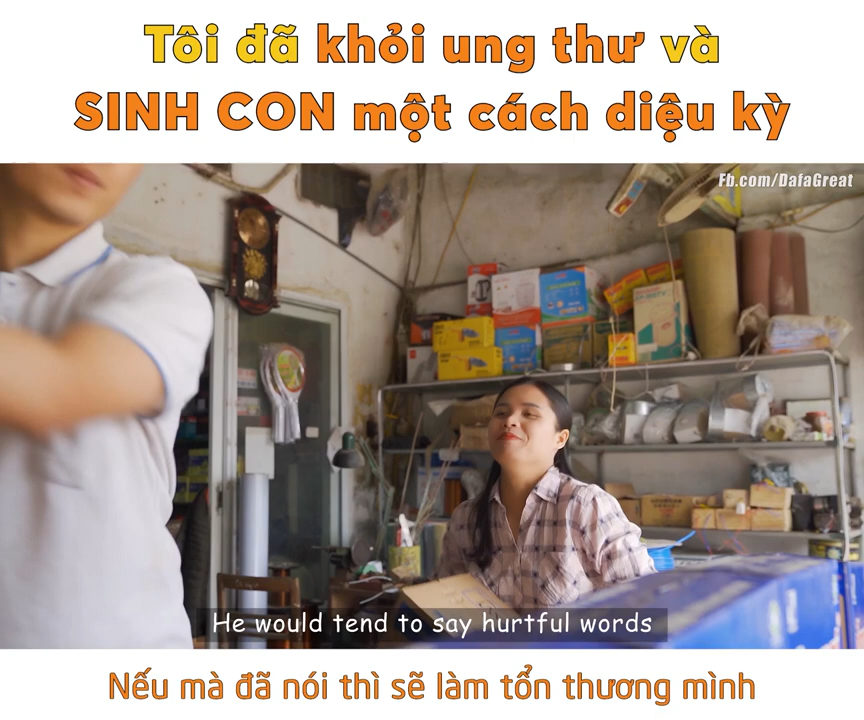 Tôi đã khỏi ung thư và
SINH CON một cách diệu kỳ
Fb.com/DafaGreat
He would tend to say hurtful words
Nếu mà đã nói thì sẽ làm tổn thương mình